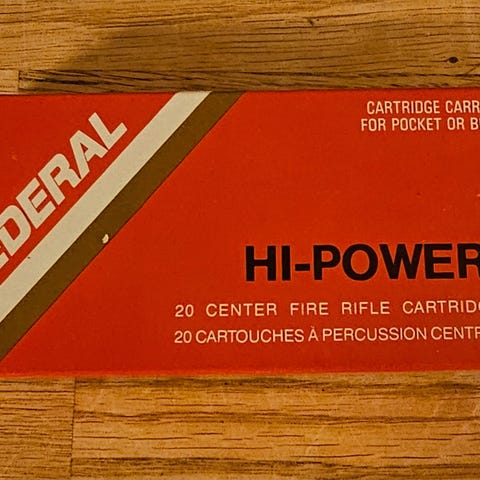 EDERAL
CARTRIDGE CARR
FOR POCKET OR B
HI-POWER
20 CENTER FIRE RIFLE CARTRIDG
20 CARTOUCHES À PERCUSSION CENTR